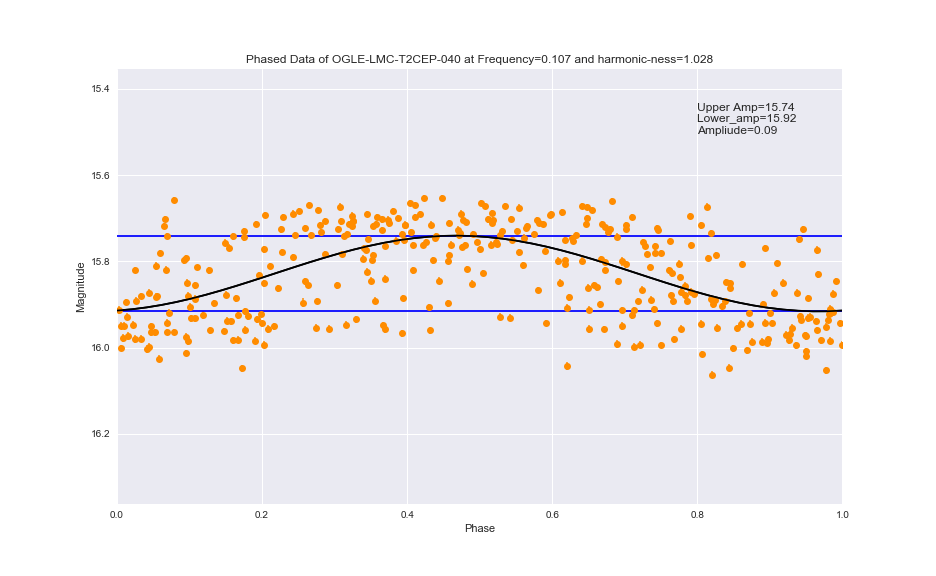 Phased Data of OGLE-LMC-T2CEP-040 at Frequency=0.107 and harmonic-ness=1.028
Upper Amp=15.74
Lower_amp=15.92
Ampliude=0.09
Magnitude
15.4
15.6
15.8
16.0
16.2
0.0
0.2
0.4
0.6
0.8
1.0
Phase